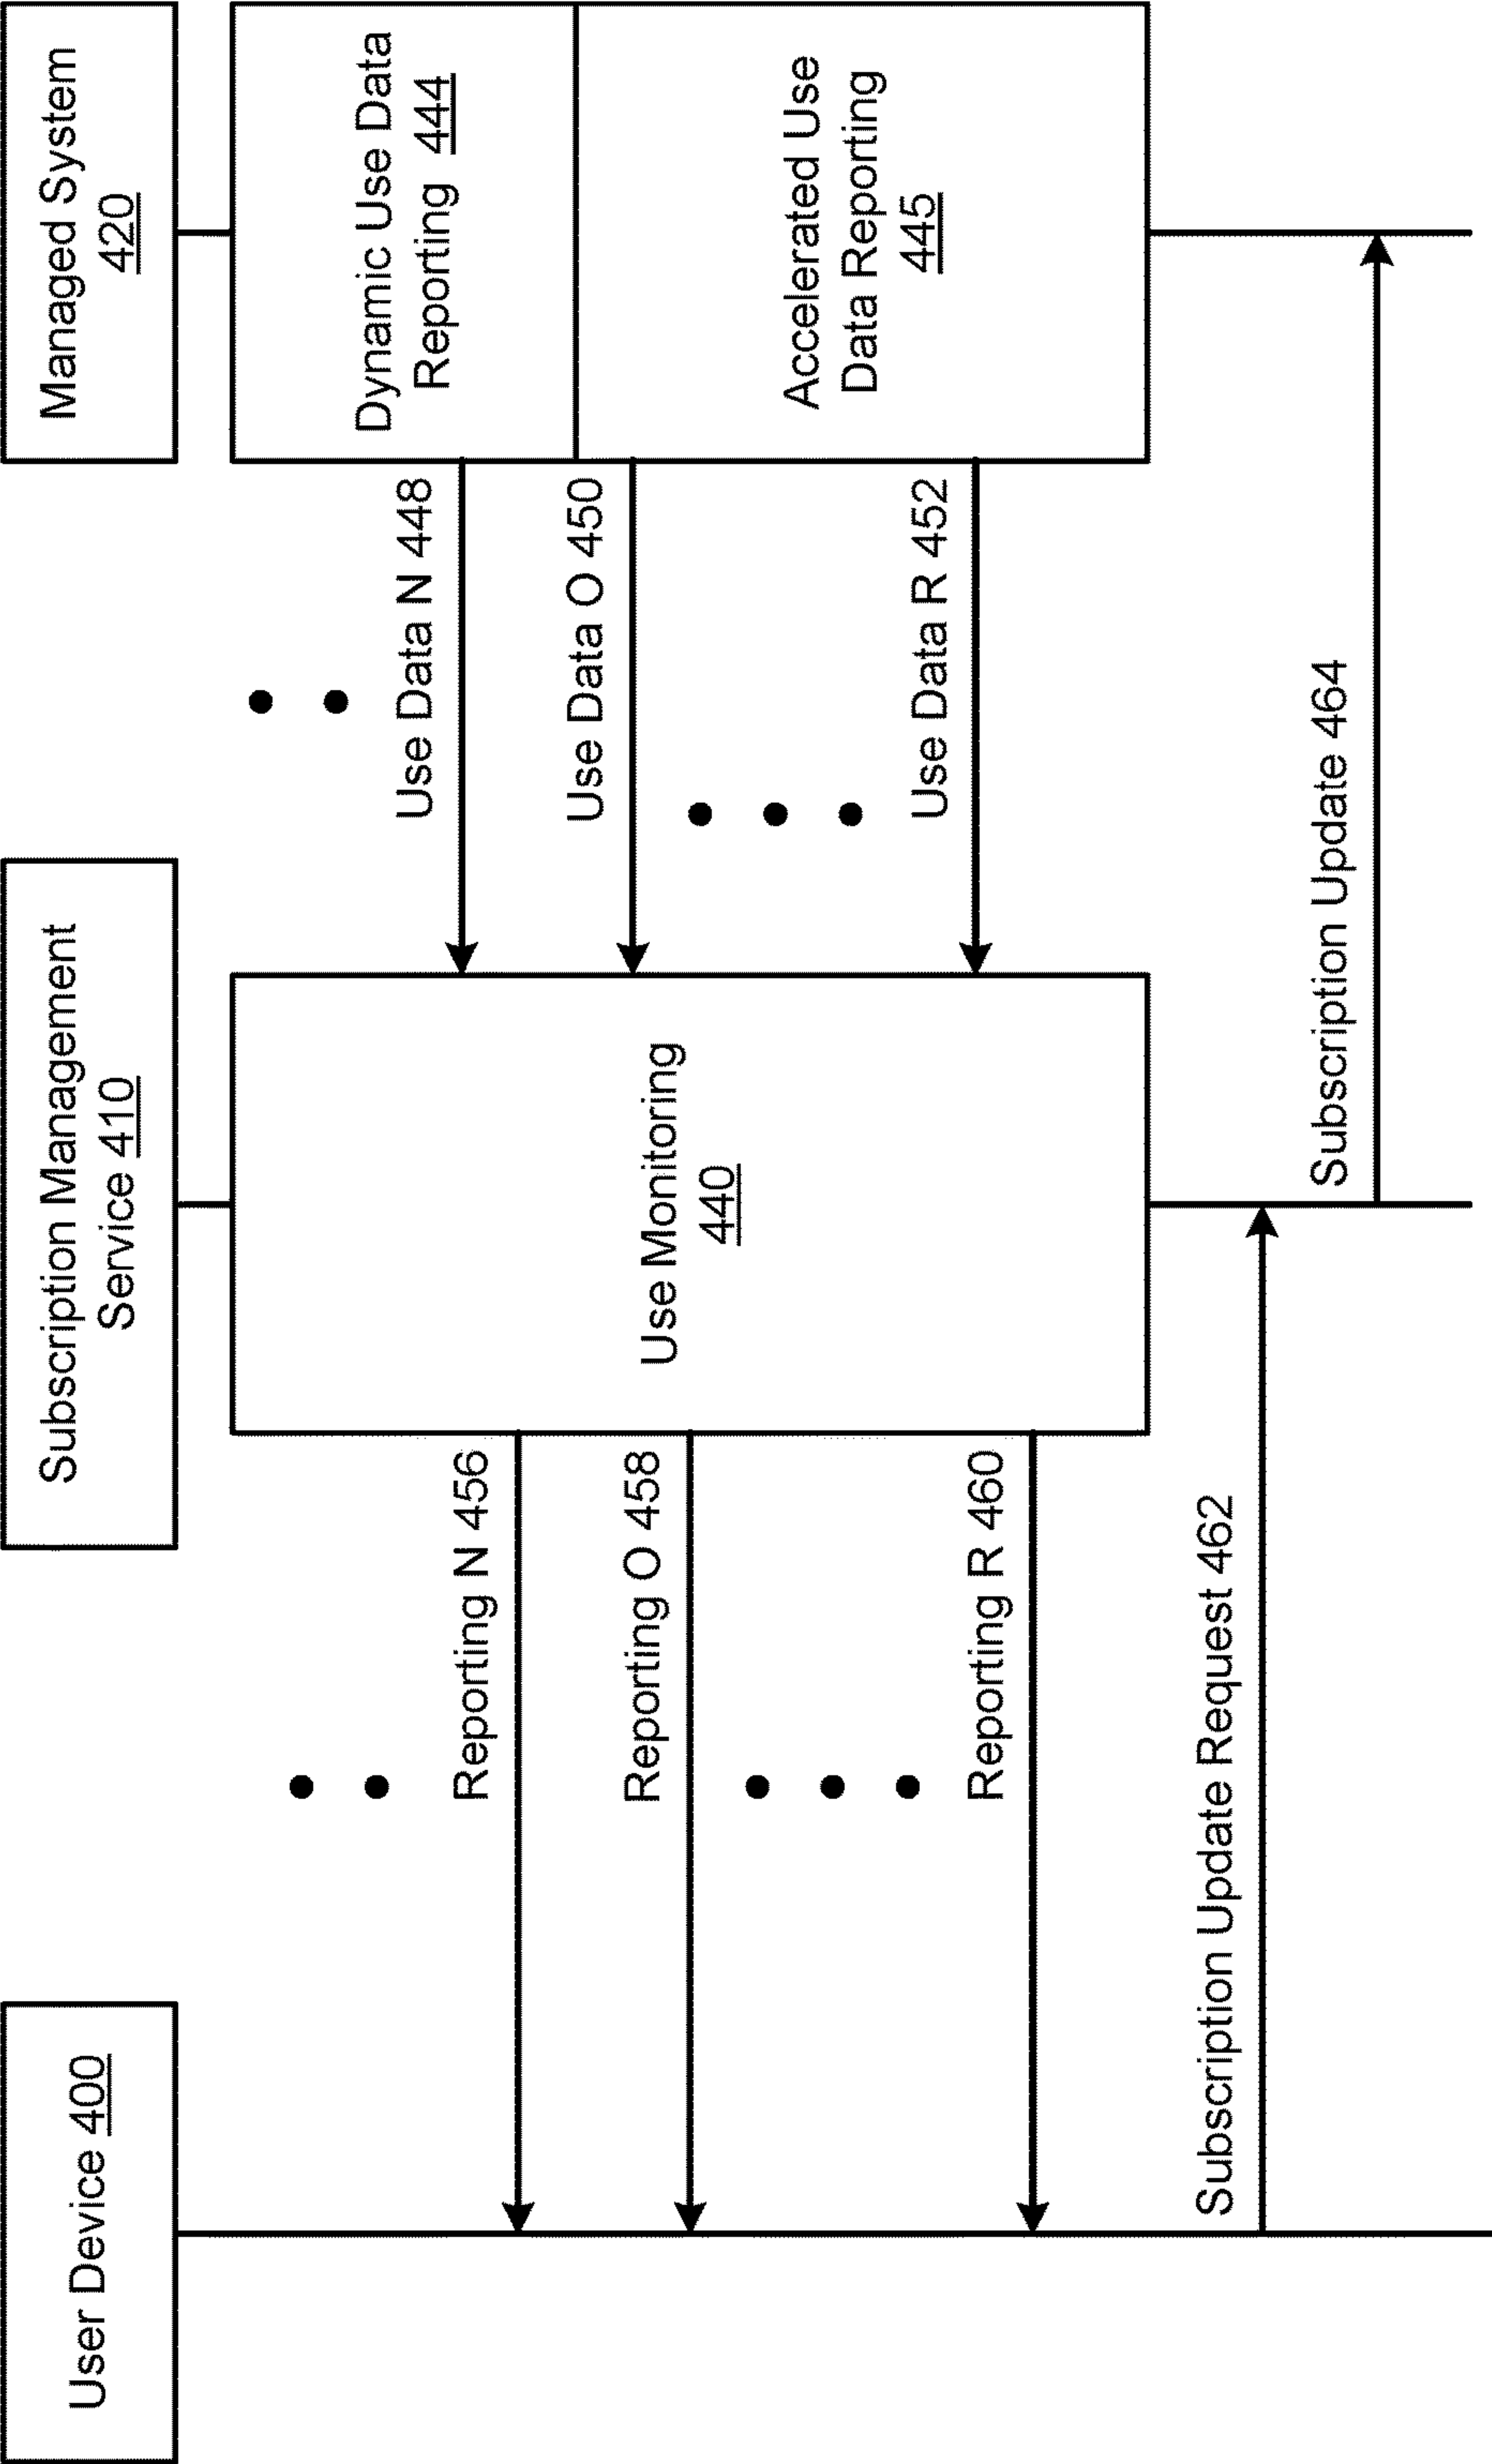 User Device 400
Subscription Management
Service 410
Managed System
420
Dynamic Use Data
Reporting 444
Use Data N 448
Reporting N 456
Use Monitoring
440
Use Data O 450
Reporting O 458
Accelerated Use
Data Reporting
445
Use Data R 452
Reporting R 460
Subscription Update Request 462
Subscription Update 464